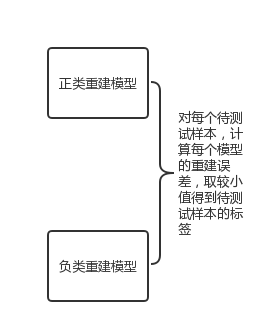 正类重建模型
对每个待测
试样本，计
算每个模型
的重建误
差，取较小
值得到待测
试样本的标
签
负类重建模型